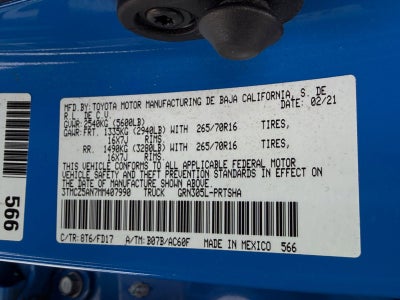 MFD.BY: TOYOTA MOTOR MANUFACTURING DE BAJA CALIFORNIA, S. DE
R.L. DE C.V. DATE: 02/21
GVWR: 2540KG (5600LB)
GAWR: FRT. 1335KG (2940LB) WITH 265/70R16 TIRES,
16X7J RIMS
RR. 1490KG (3280LB) WITH 265/70R16 TIRES,
16X7J RIMS
THIS VEHICLE CONFORMS TO ALL APPLICABLE FEDERAL MOTOR
VEHICLE SAFETY AND THEFT PREVENTION STANDARDS IN EFFECT ON
THE DATE OF MANUFACTURE SHOWN ABOVE.
3TMCZ5AN7MM407990 TRUCK GRN305L-PRTSHA
C/TR: 8T6/FD17 A/TM: B07B/AC60F MADE IN MEXICO 566
566